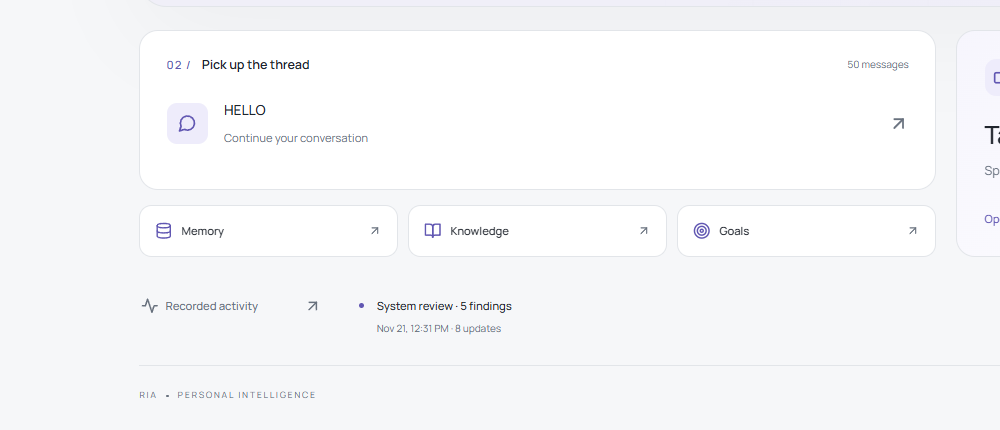 02 / Pick up the thread
50 messages
HELLO
Continue your conversation
Memory
Knowledge
Goals
Recorded activity
System review · 5 findings
Nov 21, 12:31 PM · 8 updates
RIA • PERSONAL INTELLIGENCE